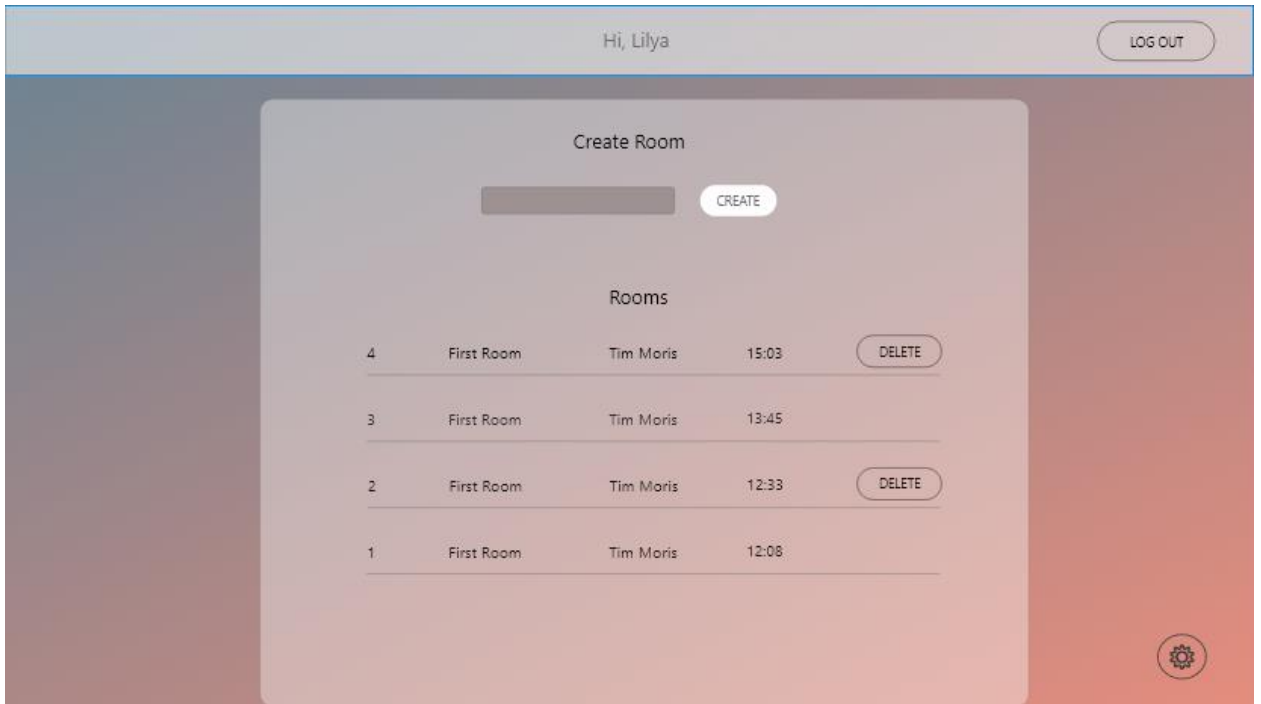 Hi, Lilya LOG OUT
Create Room
CREATE
Rooms
4 First Room Tim Moris 15:03 DELETE
3 First Room Tim Moris 13:45
2 First Room Tim Moris 12:33 DELETE
1 First Room Tim Moris 12:08